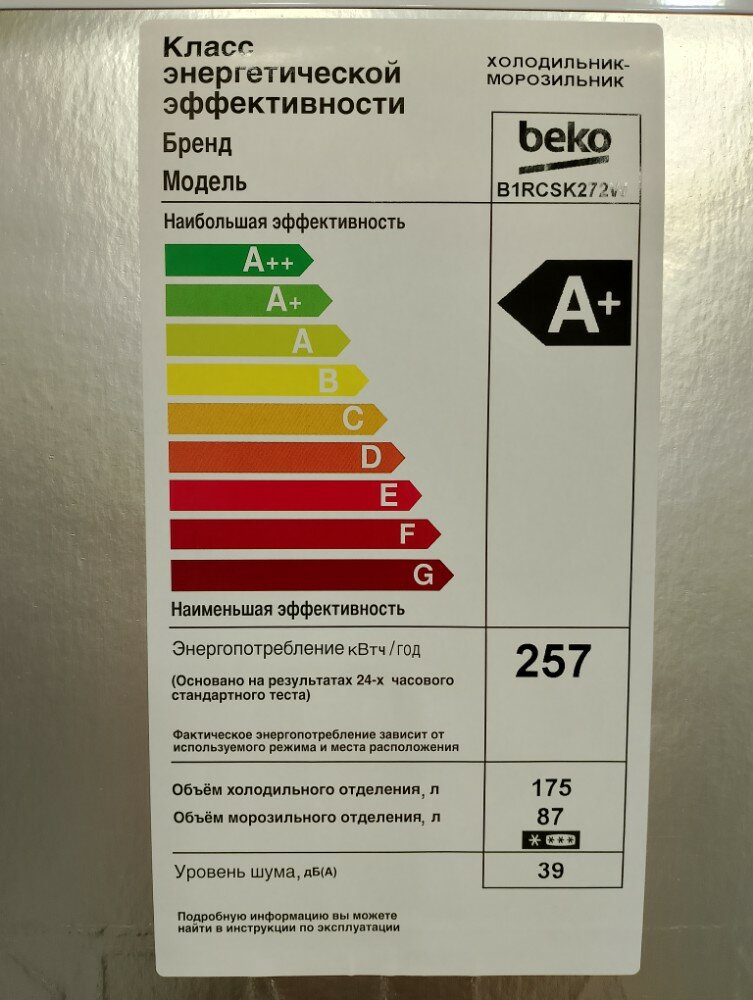 Класс
энергетической
эффективности
ХОЛОДИЛЬНИК-
МОРОЗИЛЬНИК
Бренд
beko
Модель
B1RCSK272W
Наибольшая эффективность
A++
A+
A+
A
B
C
D
E
F
G
Наименьшая эффективность
Энергопотребление кВтч/год
257
(Основано на результатах 24-х часового
стандартного теста)
Фактическое энергопотребление зависит от
используемого режима и места расположения
Объём холодильного отделения, л 175
Объём морозильного отделения, л 87
Уровень шума, дБ(А) 39
Подробную информацию вы можете
найти в инструкции по эксплуатации